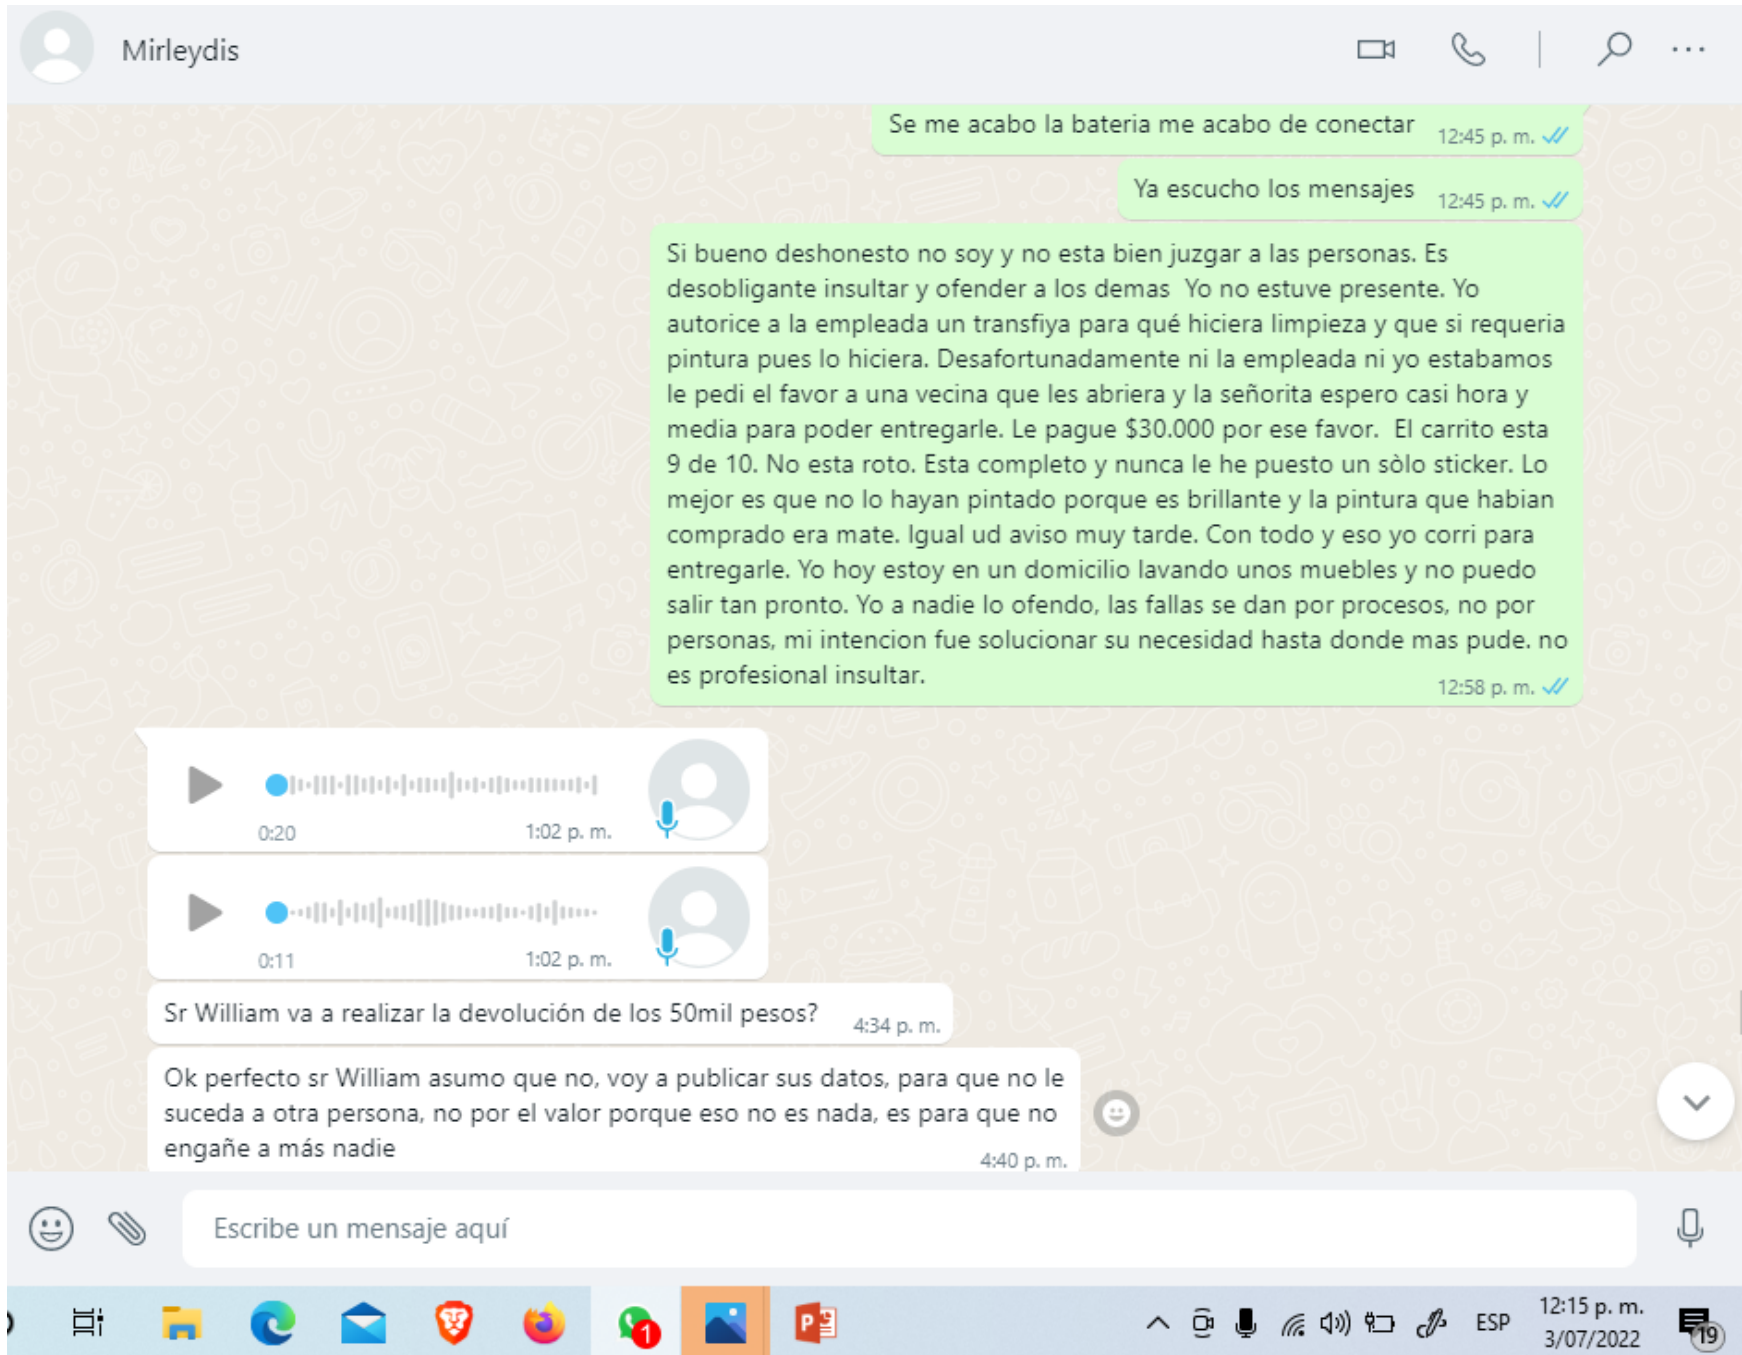 Mirleydis
Se me acabo la bateria me acabo de conectar 12:45 p. m.
Ya escucho los mensajes 12:45 p. m.
Si bueno deshonesto no soy y no esta bien juzgar a las personas. Es
desobligante insultar y ofender a los demas  Yo no estuve presente. Yo
autorice a la empleada un transfiya para qué hiciera limpieza y que si requeria
pintura pues lo hiciera. Desafortunadamente ni la empleada ni yo estabamos
le pedi el favor a una vecina que les abriera y la señorita espero casi hora y
media para poder entregarle. Le pague $30.000 por ese favor.  El carrito esta
9 de 10. No esta roto. Esta completo y nunca le he puesto un sòlo sticker. Lo
mejor es que no lo hayan pintado porque es brillante y la pintura que habian
comprado era mate. Igual ud aviso muy tarde. Con todo y eso yo corri para
entregarle. Yo hoy estoy en un domicilio lavando unos muebles y no puedo
salir tan pronto. Yo a nadie lo ofendo, las fallas se dan por procesos, no por
personas, mi intencion fue solucionar su necesidad hasta donde mas pude. no
es profesional insultar.
12:58 p. m.
0:20 1:02 p. m.
0:11 1:02 p. m.
Sr William va a realizar la devolución de los 50mil pesos? 4:34 p. m.
Ok perfecto sr William asumo que no, voy a publicar sus datos, para que no le
suceda a otra persona, no por el valor porque eso no es nada, es para que no
engañe a más nadie
4:40 p. m.
Escribe un mensaje aquí
1
P
ESP
12:15 p. m.
3/07/2022
19